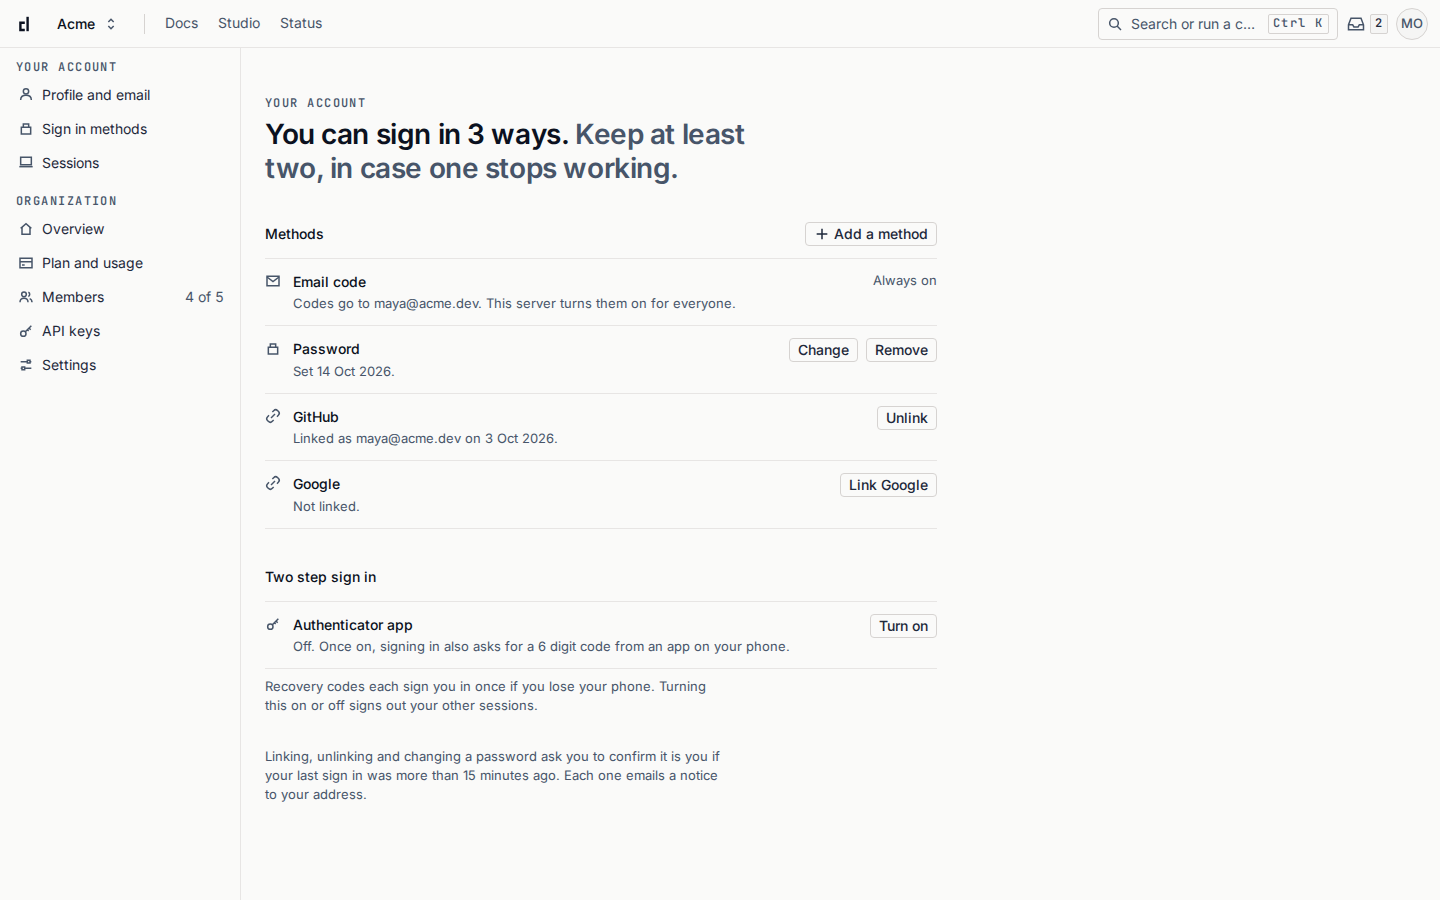 Acme
Docs
Studio
Status
Search or run a c...
Ctrl K
2
MO
YOUR ACCOUNT
Profile and email
Sign in methods
Sessions
ORGANIZATION
Overview
Plan and usage
Members 4 of 5
API keys
Settings
YOUR ACCOUNT
You can sign in 3 ways. Keep at least
two, in case one stops working.
Methods
Add a method
Email code
Always on
Codes go to maya@acme.dev. This server turns them on for everyone.
Password
Change
Remove
Set 14 Oct 2026.
GitHub
Unlink
Linked as maya@acme.dev on 3 Oct 2026.
Google
Link Google
Not linked.
Two step sign in
Authenticator app
Turn on
Off. Once on, signing in also asks for a 6 digit code from an app on your phone.
Recovery codes each sign you in once if you lose your phone. Turning
this on or off signs out your other sessions.
Linking, unlinking and changing a password ask you to confirm it is you if
your last sign in was more than 15 minutes ago. Each one emails a notice
to your address.